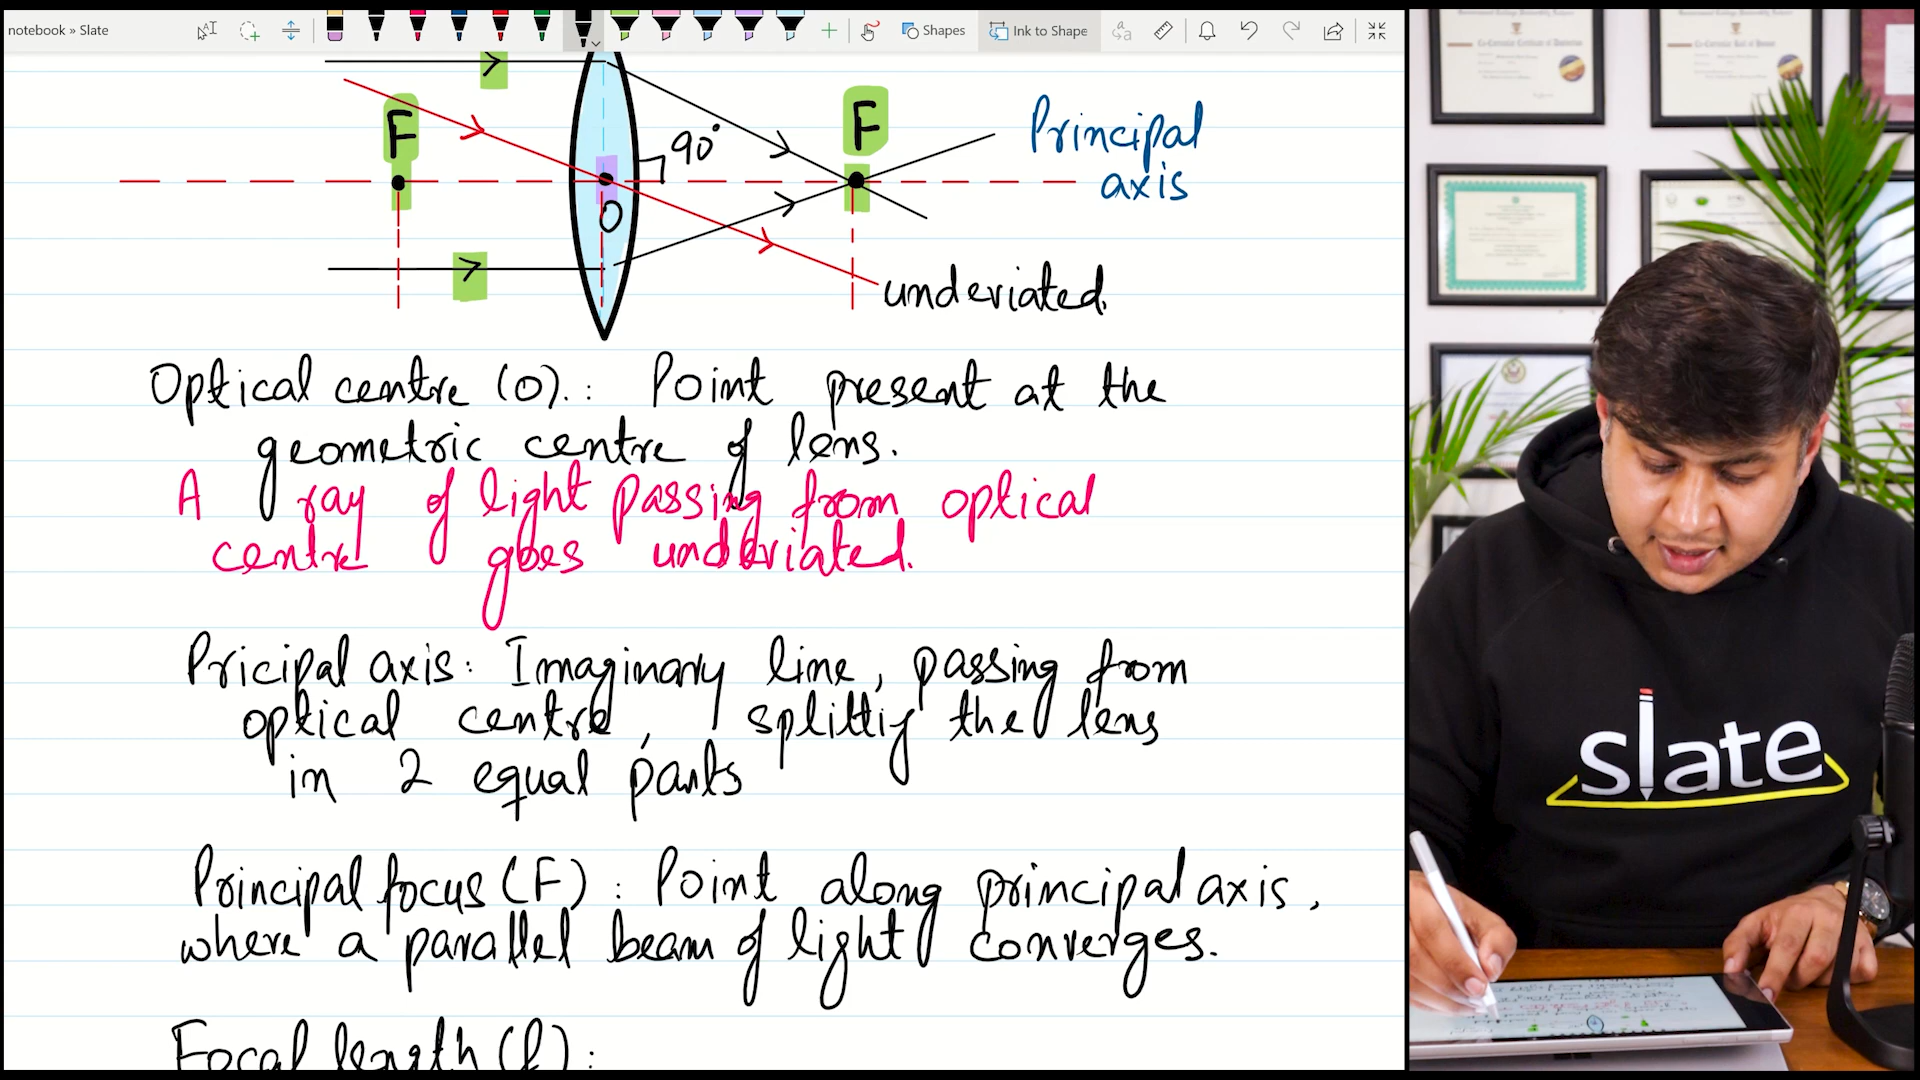 notebook » Slate
Shapes
Ink to Shape
F
F
90°
O
Principal
axis
undeviated.
Optical centre (O).: Point present at the
geometric centre of lens.
A ray of light passing from optical
centre goes undeviated.
Pricipal axis: Imaginary line, passing from
optical centre, splittig the lens
in 2 equal parts
Principal focus (F) : Point along principal axis,
where a parallel beam of light converges.
Focal length (f):
slate